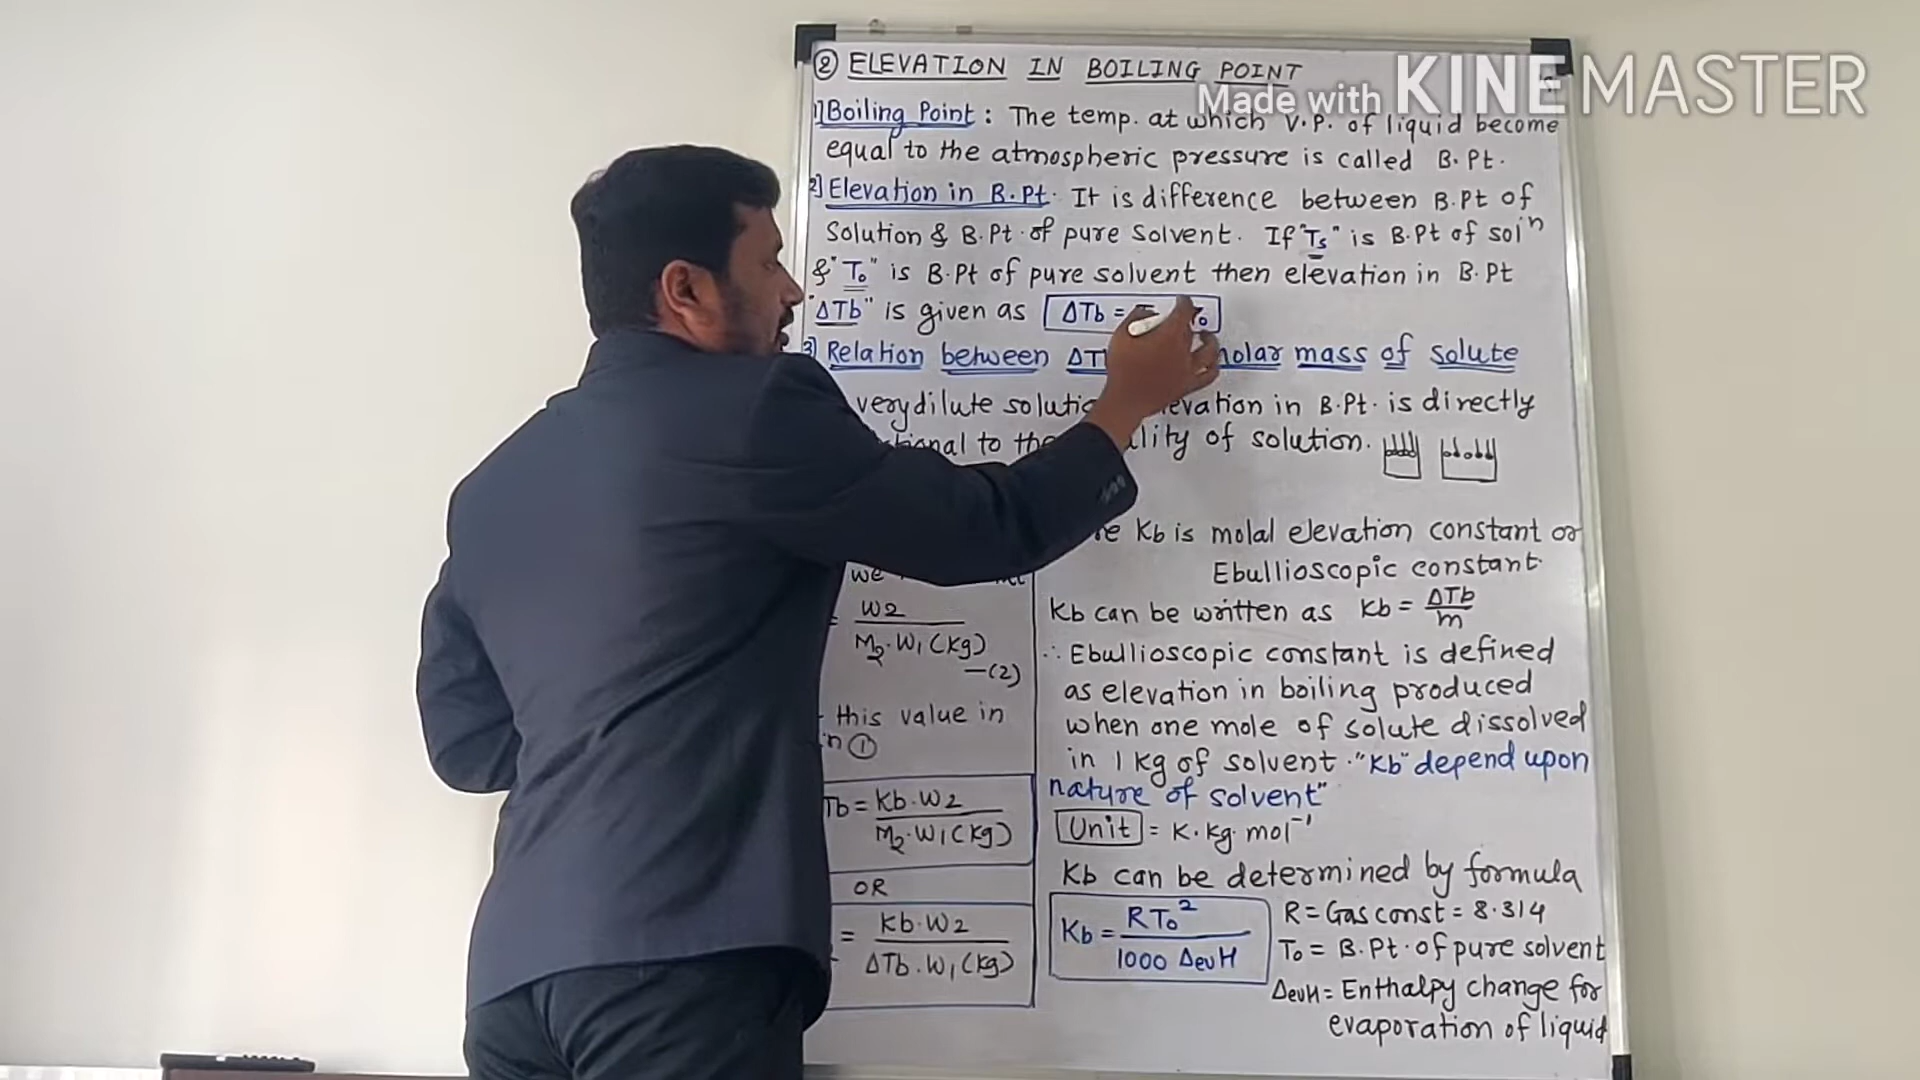 ② ELEVATION IN BOILING POINT
Made with KINEMASTER
1] Boiling Point : The temp. at which V.P. of liquid become
equal to the atmospheric pressure is called B.Pt.
2] Elevation in B.Pt. It is difference between B.Pt of
Solution & B.Pt. of pure solvent. If "Ts" is B.Pt of solⁿ
& "To" is B.Pt of pure solvent then elevation in B.Pt
"ΔTb" is given as ΔTb = To
3] Relation between molar mass of solute
very dilute elevation in B.Pt. is directly
to the of solution.
Kb is molal elevation constant or
Ebullioscopic constant.
we
= W2 / M2.W1(Kg) —(2)
this value in
①
Tb = Kb.W2 / M2.W1(Kg)
OR
= Kb.W2 / ΔTb.W1(Kg)
Kb can be written as Kb = ΔTb / m
∴ Ebullioscopic constant is defined
as elevation in boiling produced
when one mole of solute dissolved
in 1 kg of solvent. "Kb" depend upon
nature of solvent"
Unit = K.kg.mol⁻¹
Kb can be determined by formula
Kb = RTo² / 1000 ΔevH
R = Gas const = 8.314
To = B.Pt. of pure solvent
ΔevH = Enthalpy change for
evaporation of liquid